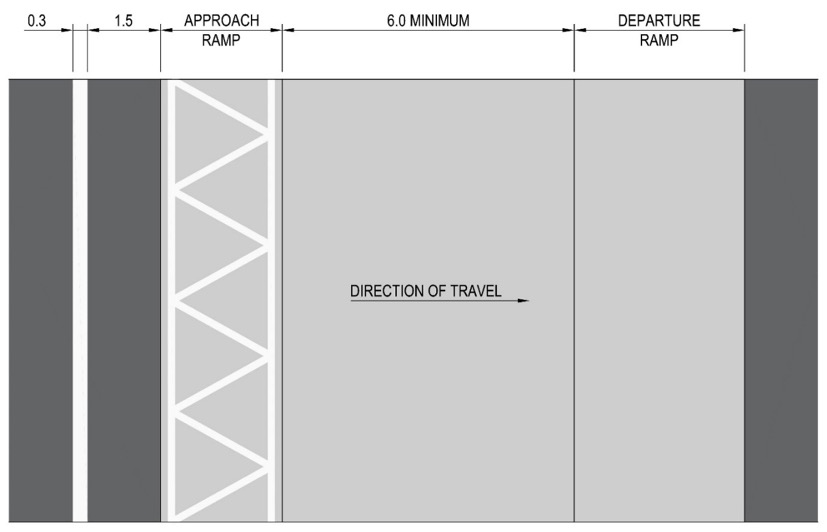 0.3
1.5
APPROACH
RAMP
6.0 MINIMUM
DEPARTURE
RAMP
DIRECTION OF TRAVEL